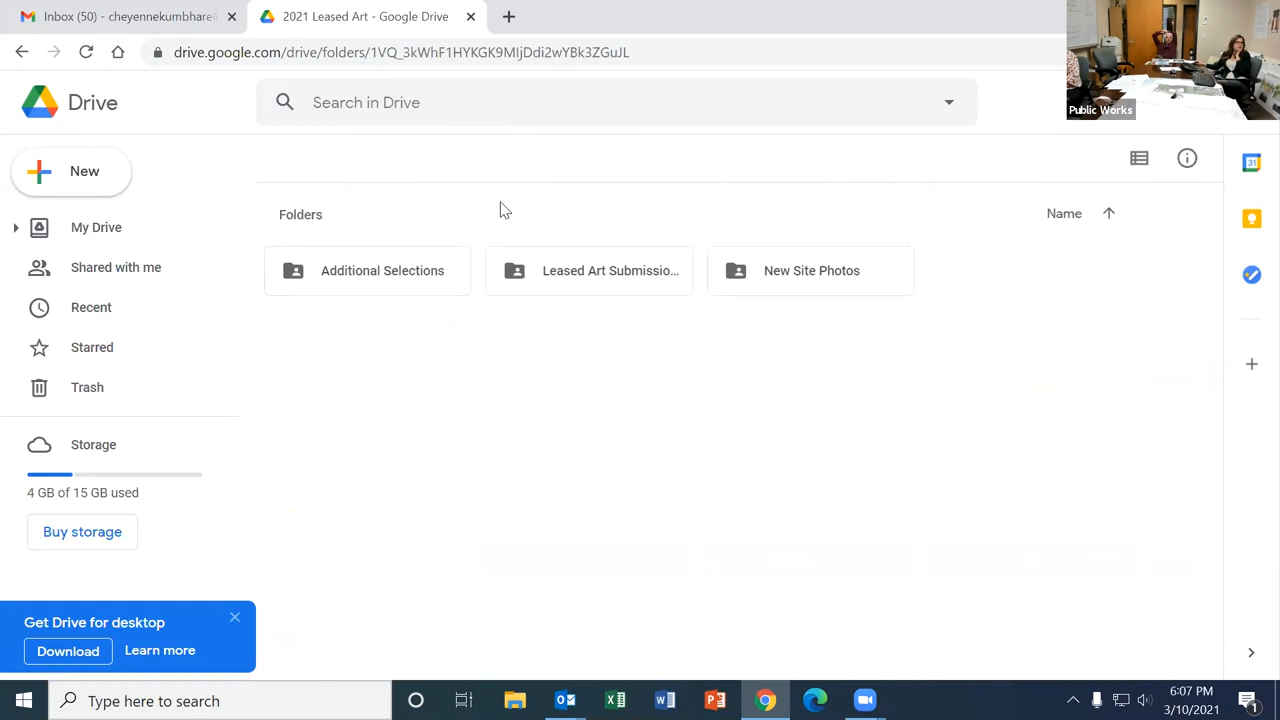 Inbox (50) - cheyennekumbhare@
2021 Leased Art - Google Drive
drive.google.com/drive/folders/1VQ_3kWhF1HYKGK9MIjDdi2wYBk3ZGuJL
Public Works
Drive
Search in Drive
New
My Drive
Shared with me
Recent
Starred
Trash
Storage
4 GB of 15 GB used
Buy storage
Get Drive for desktop
Download
Learn more
Folders
Name
Additional Selections
Leased Art Submissio...
New Site Photos
31
Type here to search
6:07 PM
3/10/2021
1